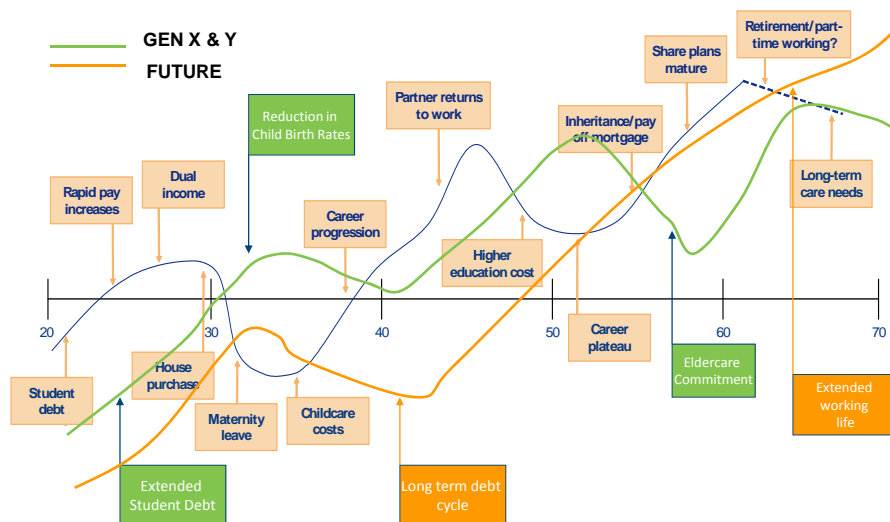 GEN X & Y
FUTURE
Retirement/ part-
time working?
Share plans
mature
Partner returns
to work
Reduction in
Child Birth Rates
Inheritance/ pay
off mortgage
Dual
income
Rapid pay
increases
Long-term
care needs
Career
progression
Higher
education cost
20
30
40
50
60
70
Career
plateau
House
purchase
Student
debt
Maternity
leave
Childcare
costs
Eldercare
Commitment
Extended
working
life
Extended
Student Debt
Long term debt
cycle